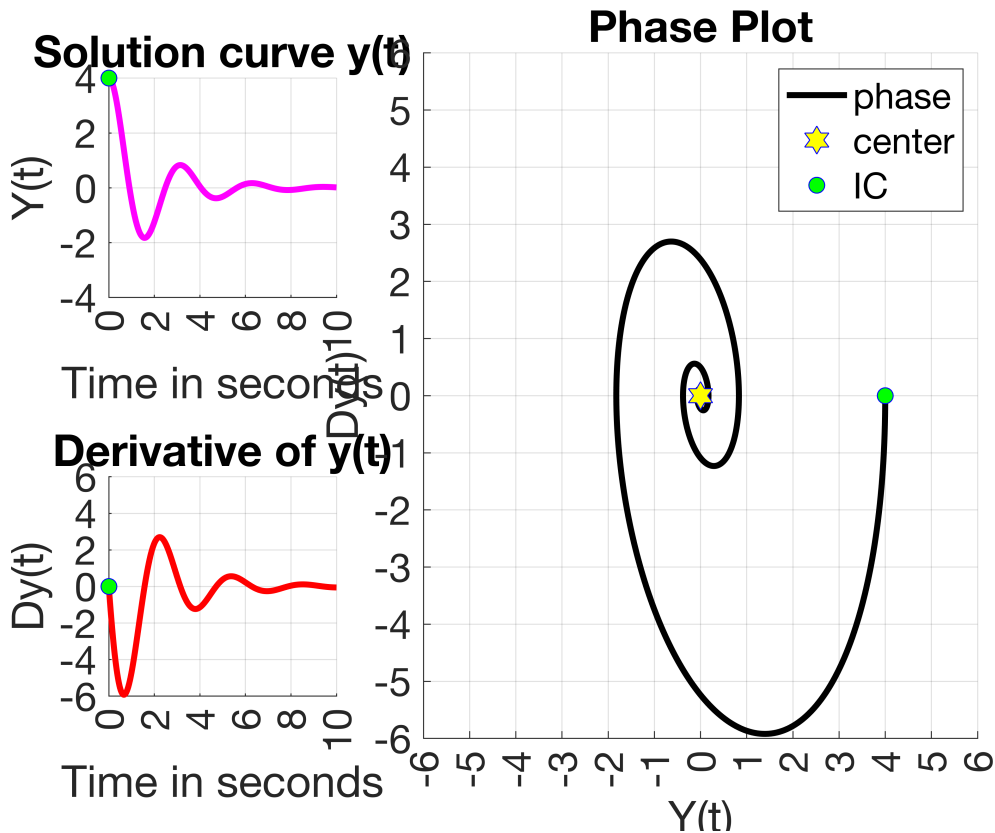 Solution curve y(t)
4
2
0
-2
-4
Y(t)
0 2 4 6 8 10
Time in seconds
Derivative of y(t)
6
4
2
0
-2
-4
-6
Dy(t)
0 2 4 6 8 10
Time in seconds
Phase Plot
6
5
4
3
2
1
0
-1
-2
-3
-4
-5
-6
Dy(t)
-6 -5 -4 -3 -2 -1 0 1 2 3 4 5 6
Y(t)
phase
center
IC